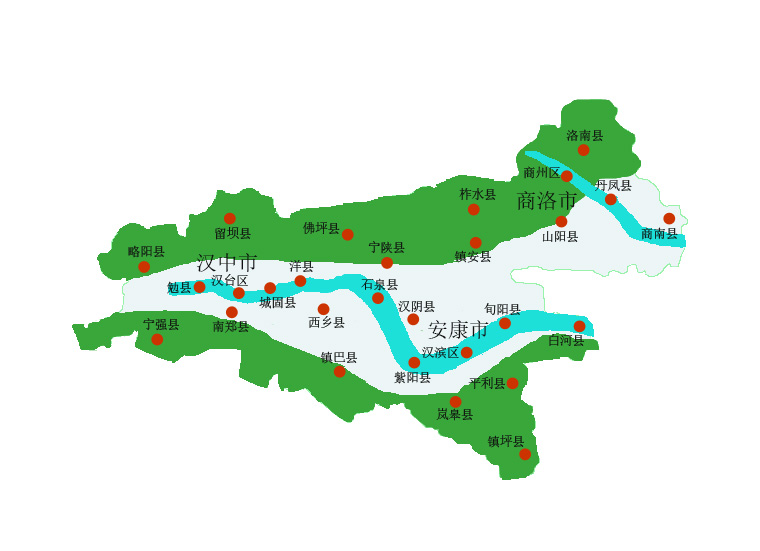 洛南县
商州区
丹凤县
柞水县
商洛市
留坝县
佛坪县
山阳县
商南县
略阳县
宁陕县
镇安县
汉中市
洋县
勉县
汉台区
石泉县
城固县
汉阴县
旬阳县
宁强县
南郑县
西乡县
安康市
白河县
镇巴县
汉滨区
紫阳县
平利县
岚皋县
镇坪县